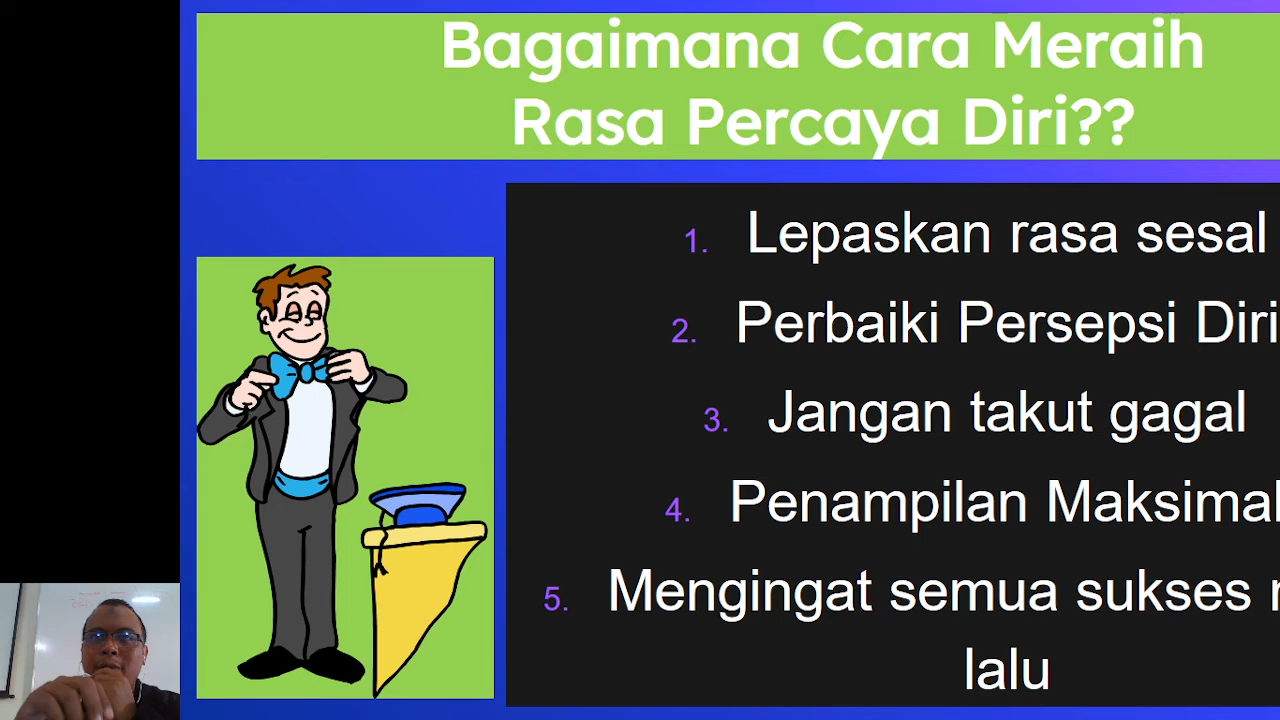 Bagaimana Cara Meraih
Rasa Percaya Diri??
1. Lepaskan rasa sesal
2. Perbaiki Persepsi Diri
3. Jangan takut gagal
4. Penampilan Maksimal
5. Mengingat semua sukses
lalu